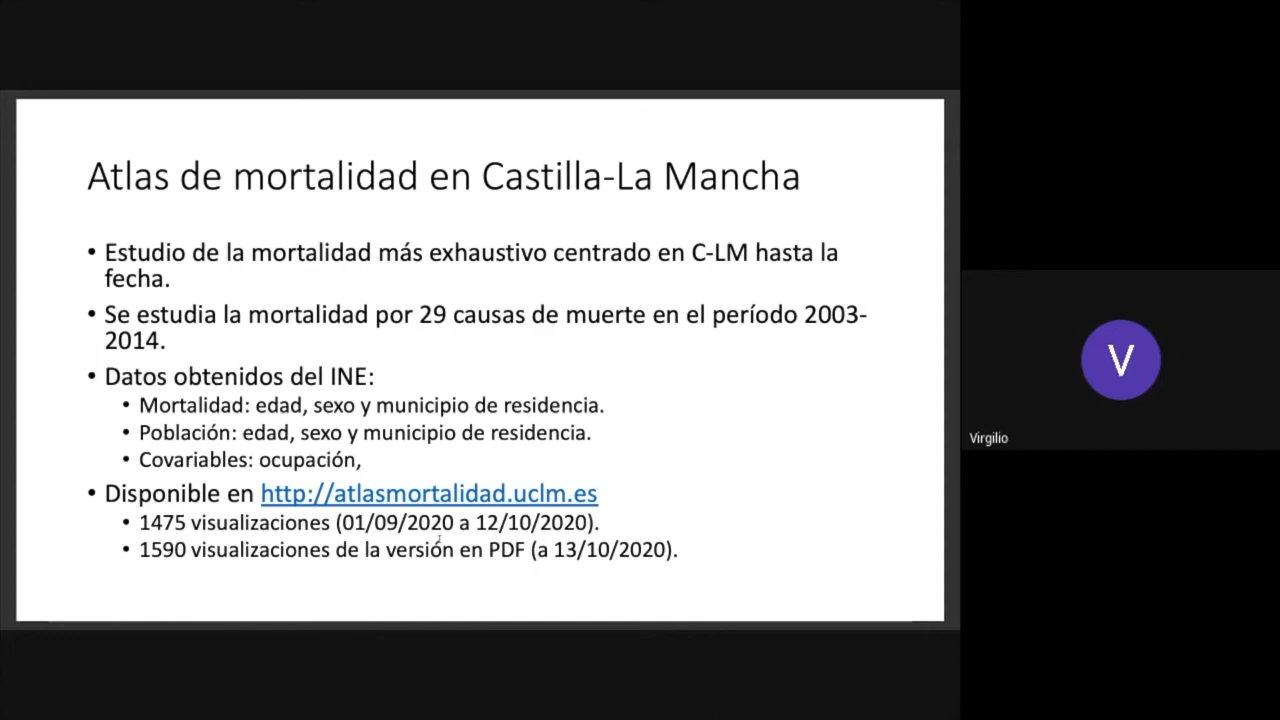 Atlas de mortalidad en Castilla-La Mancha
• Estudio de la mortalidad más exhaustivo centrado en C-LM hasta la
fecha.
• Se estudia la mortalidad por 29 causas de muerte en el período 2003-
2014.
• Datos obtenidos del INE:
• Mortalidad: edad, sexo y municipio de residencia.
• Población: edad, sexo y municipio de residencia.
• Covariables: ocupación,
• Disponible en http://atlasmortalidad.uclm.es
• 1475 visualizaciones (01/09/2020 a 12/10/2020).
• 1590 visualizaciones de la versión en PDF (a 13/10/2020).
V
Virgilio